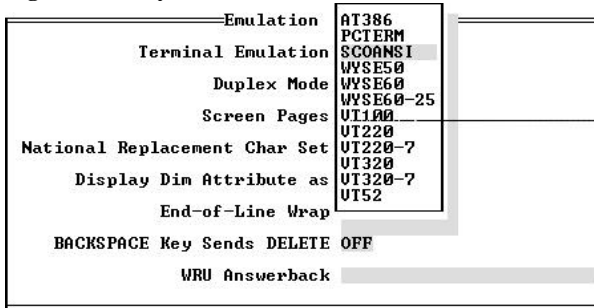 Emulation
AT386
PCTERM
Terminal Emulation SCOANSI
WYSE50
Duplex Mode WYSE60
WYSE60-25
Screen Pages VT100
VT220
National Replacement Char Set VT220-7
VT320
Display Dim Attribute as VT320-7
VT52
End-of-Line Wrap
BACKSPACE Key Sends DELETE OFF
WRU Answerback